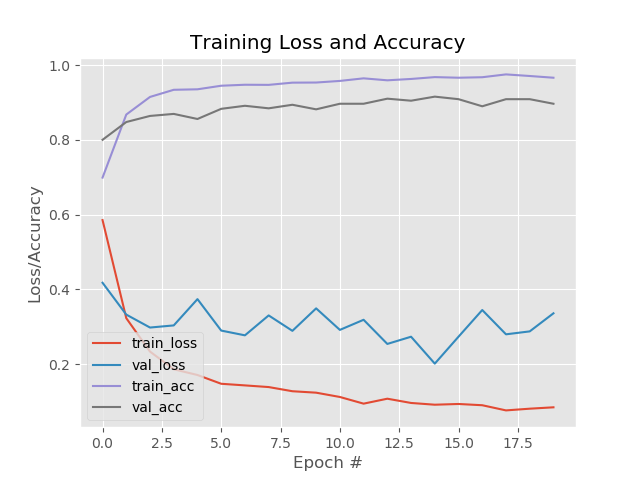 Training Loss and Accuracy
1.0
0.8
0.6
0.4
0.2
Loss/Accuracy
train_loss
val_loss
train_acc
val_acc
0.0 2.5 5.0 7.5 10.0 12.5 15.0 17.5
Epoch #